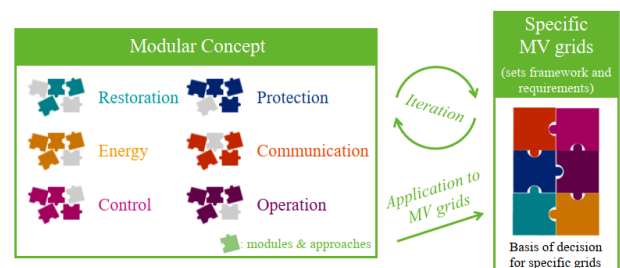 Modular Concept
Restoration
Protection
Energy
Communication
Control
Operation
: modules & approaches
Iteration
Application to
MV grids
Specific
MV grids
(sets framework and
requirements)
Basis of decision
for specific grids